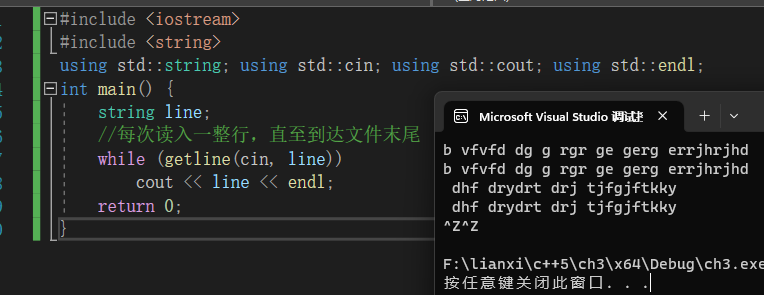 #include <iostream>
#include <string>
using std::string; using std::cin; using std::cout; using std::endl;
int main() {
string line;
//每次读入一整行，直至到达文件末尾
while (getline(cin, line))
cout << line << endl;
return 0;
}
Microsoft Visual Studio 调试
b vfvfd dg g rgr ge gerg errjhrjhd
b vfvfd dg g rgr ge gerg errjhrjhd
dhf drydrt drj tjfgjftkky
dhf drydrt drj tjfgjftkky
^Z^Z
F:\lianxi\c++5\ch3\x64\Debug\ch3.exe
按任意键关闭此窗口. . .